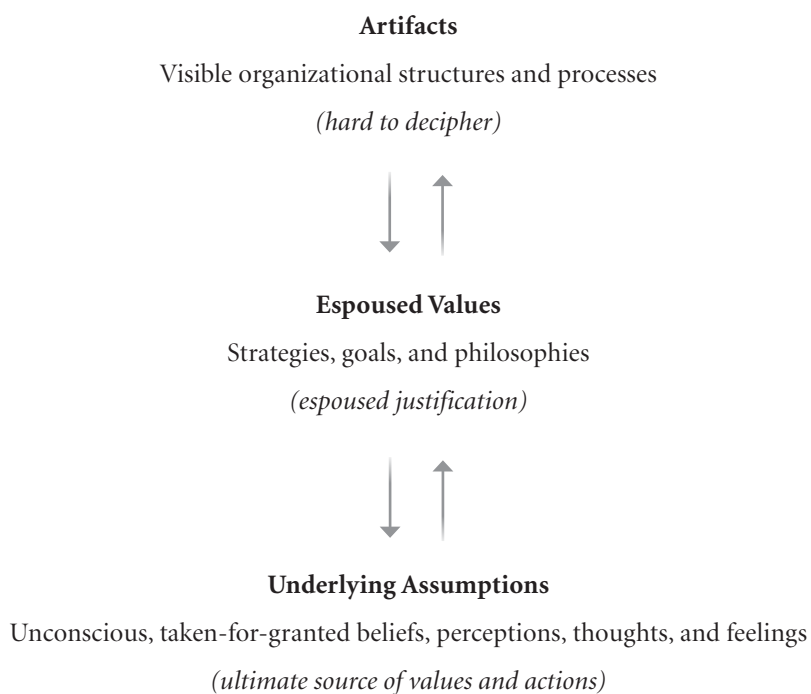 Artifacts
Visible organizational structures and processes
(hard to decipher)
Espoused Values
Strategies, goals, and philosophies
(espoused justification)
Underlying Assumptions
Unconscious, taken-for-granted beliefs, perceptions, thoughts, and feelings
(ultimate source of values and actions)